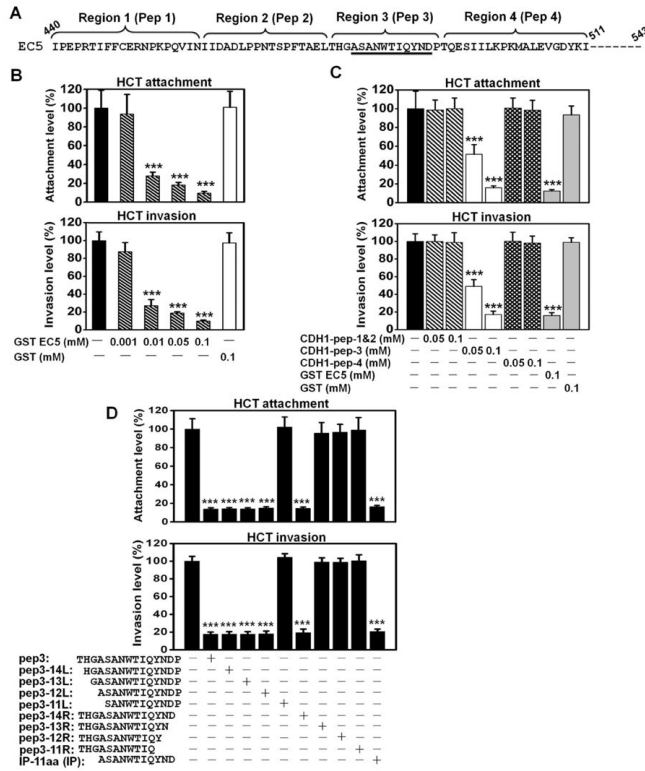 A
Region 1 (Pep 1) Region 2 (Pep 2) Region 3 (Pep 3) Region 4 (Pep 4)
440 511 543
EC5 IPEPRTIFFCERNPKPQVINIIDADLPPNTSPFTAELTHGASANWTIQYNDPTQESIILKPKMALEVGDYKI------
B
HCT attachment
Attachment level (%)
120
100
80
60
40
20
0
*** *** ***
HCT invasion
Invasion level (%)
120
100
80
60
40
20
0
*** *** ***
GST EC5 (mM) — 0.001 0.01 0.05 0.1 —
GST (mM) — — — — — 0.1
C
HCT attachment
Attachment level (%)
120
100
80
60
40
20
0
*** *** ***
HCT invasion
Invasion level (%)
120
100
80
60
40
20
0
*** *** ***
CDH1-pep-1&2 (mM) — 0.05 0.1 — — — — — —
CDH1-pep-3 (mM) — — — 0.05 0.1 — — — —
CDH1-pep-4 (mM) — — — — — 0.05 0.1 — —
GST EC5 (mM) — — — — — — — 0.1 —
GST (mM) — — — — — — — — 0.1
D
HCT attachment
Attachment level (%)
120
100
80
60
40
20
0
*** *** *** *** *** ***
HCT invasion
Invasion level (%)
120
100
80
60
40
20
0
*** *** *** *** *** ***
pep3: THGASANWTIQYNDP — + — — — — — — — — —
pep3-14L: HGASANWTIQYNDP — — + — — — — — — — —
pep3-13L: GASANWTIQYNDP — — — + — — — — — — —
pep3-12L: ASANWTIQYNDP — — — — + — — — — — —
pep3-11L: SANWTIQYNDP — — — — — + — — — — —
pep3-14R: THGASANWTIQYND — — — — — — + — — — —
pep3-13R: THGASANWTIQYN — — — — — — — + — — —
pep3-12R: THGASANWTIQY — — — — — — — — + — —
pep3-11R: THGASANWTIQ — — — — — — — — — + —
IP-11aa (IP): ASANWTIQYND — — — — — — — — — — +